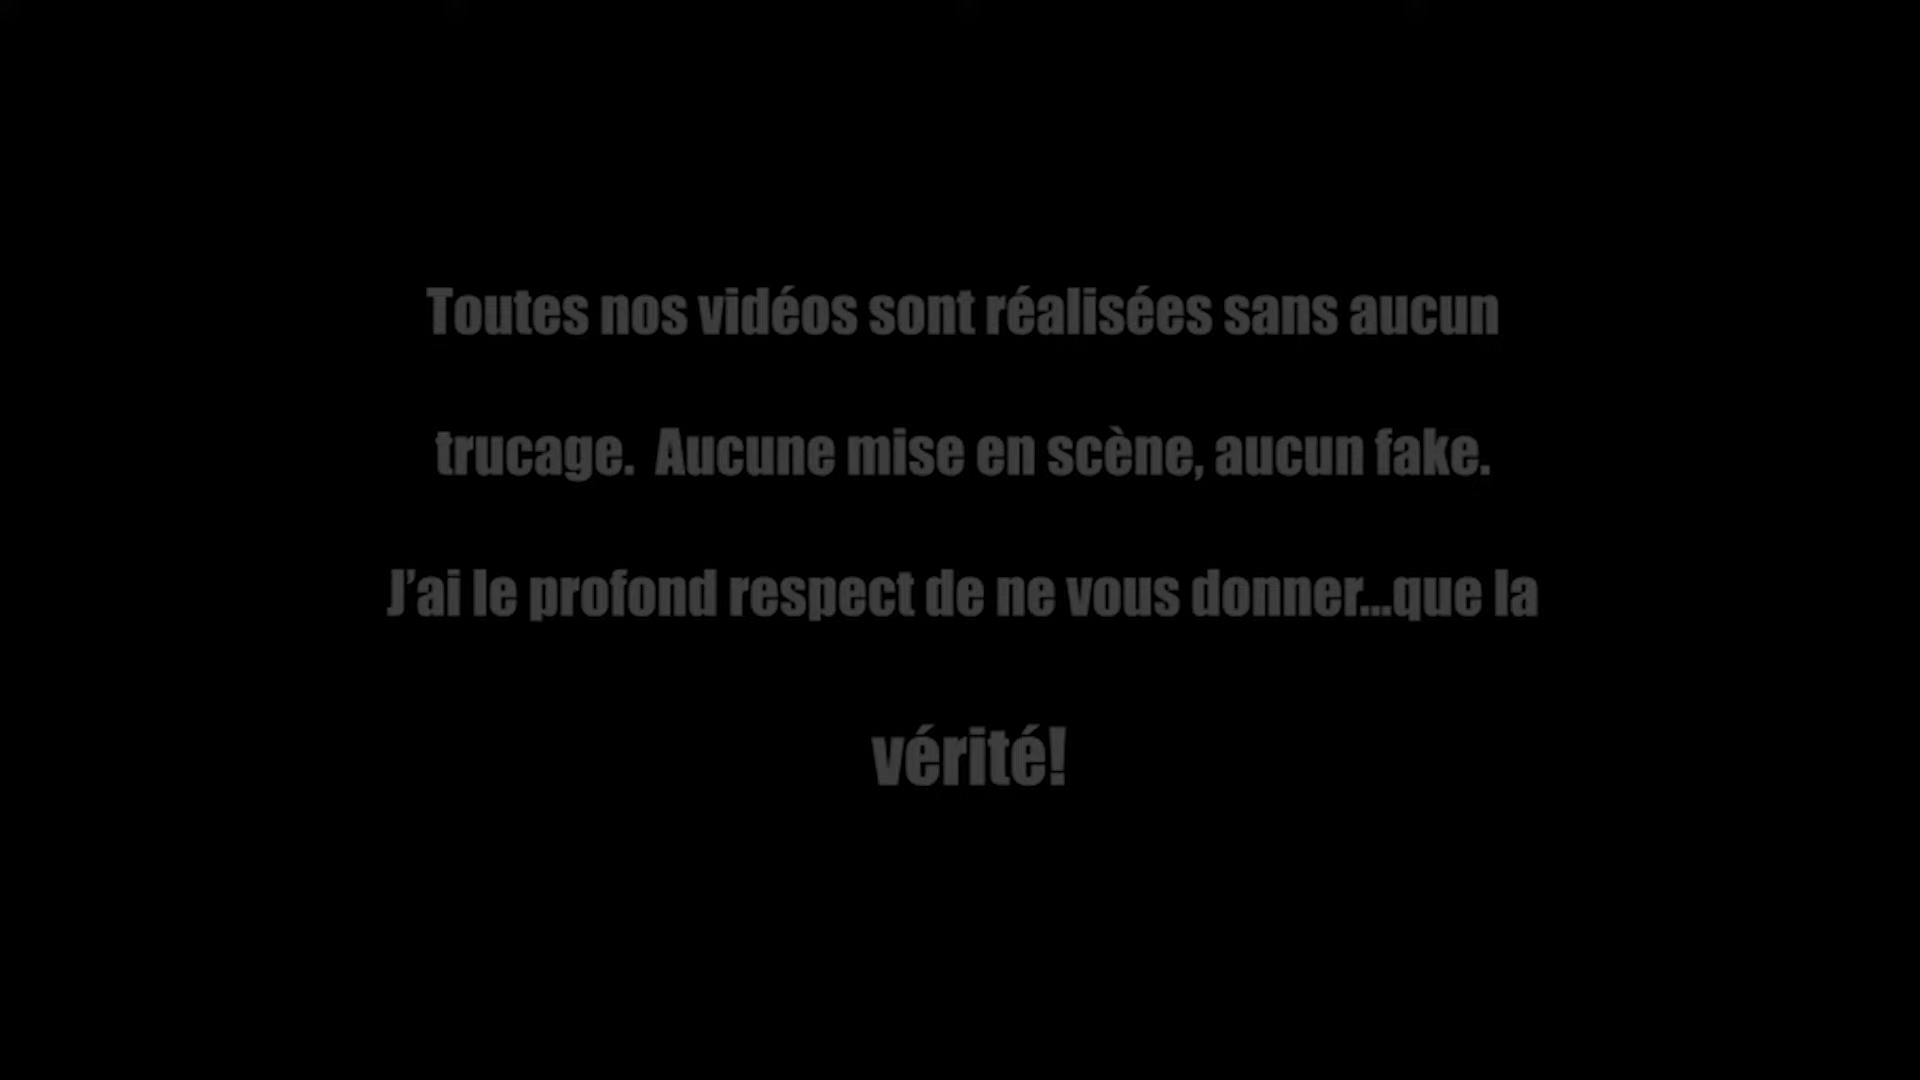 Toutes nos vidéos sont réalisées sans aucun
trucage.  Aucune mise en scène, aucun fake.
J’ai le profond respect de ne vous donner...que la
vérité!